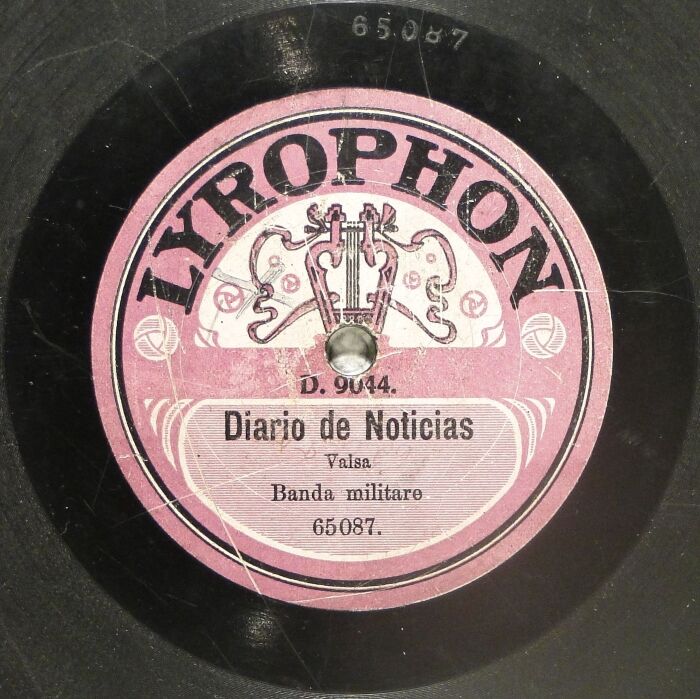 65087
LYROPHON
D. 9044.
Diario de Noticias
Valsa
Banda militare
65087.